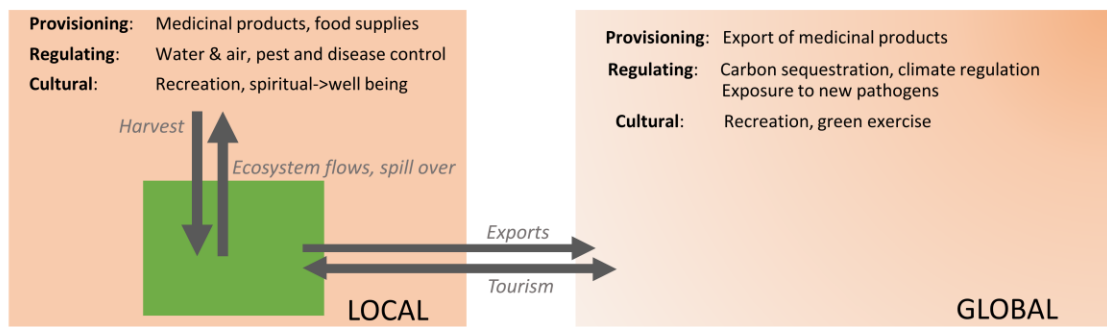 Provisioning: Medicinal products, food supplies
Regulating: Water & air, pest and disease control
Cultural: Recreation, spiritual->well being
Harvest
Ecosystem flows, spill over
LOCAL
Exports
Tourism
Provisioning: Export of medicinal products
Regulating: Carbon sequestration, climate regulation
Exposure to new pathogens
Cultural: Recreation, green exercise
GLOBAL